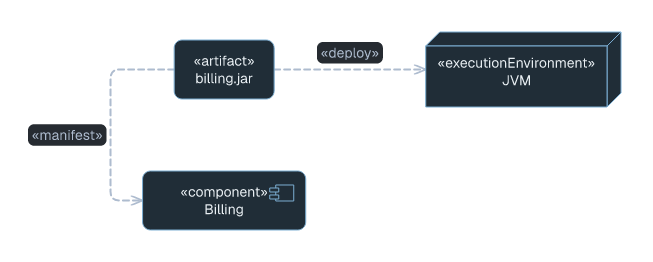 «deploy»
«artifact»
billing.jar
«executionEnvironment»
JVM
«manifest»
«component»
Billing